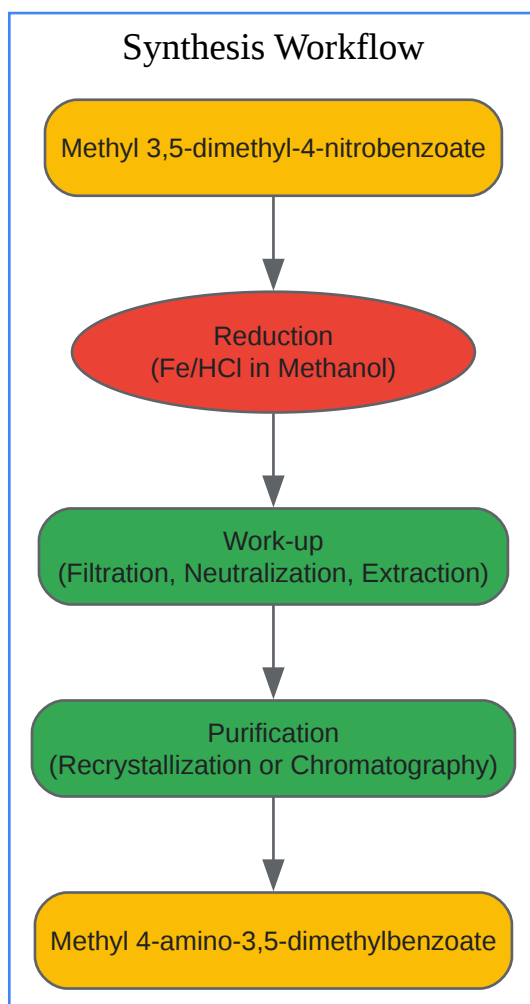 Synthesis Workflow
Methyl 3,5-dimethyl-4-nitrobenzoate
Reduction
(Fe/HCl in Methanol)
Work-up
(Filtration, Neutralization, Extraction)
Purification
(Recrystallization or Chromatography)
Methyl 4-amino-3,5-dimethylbenzoate